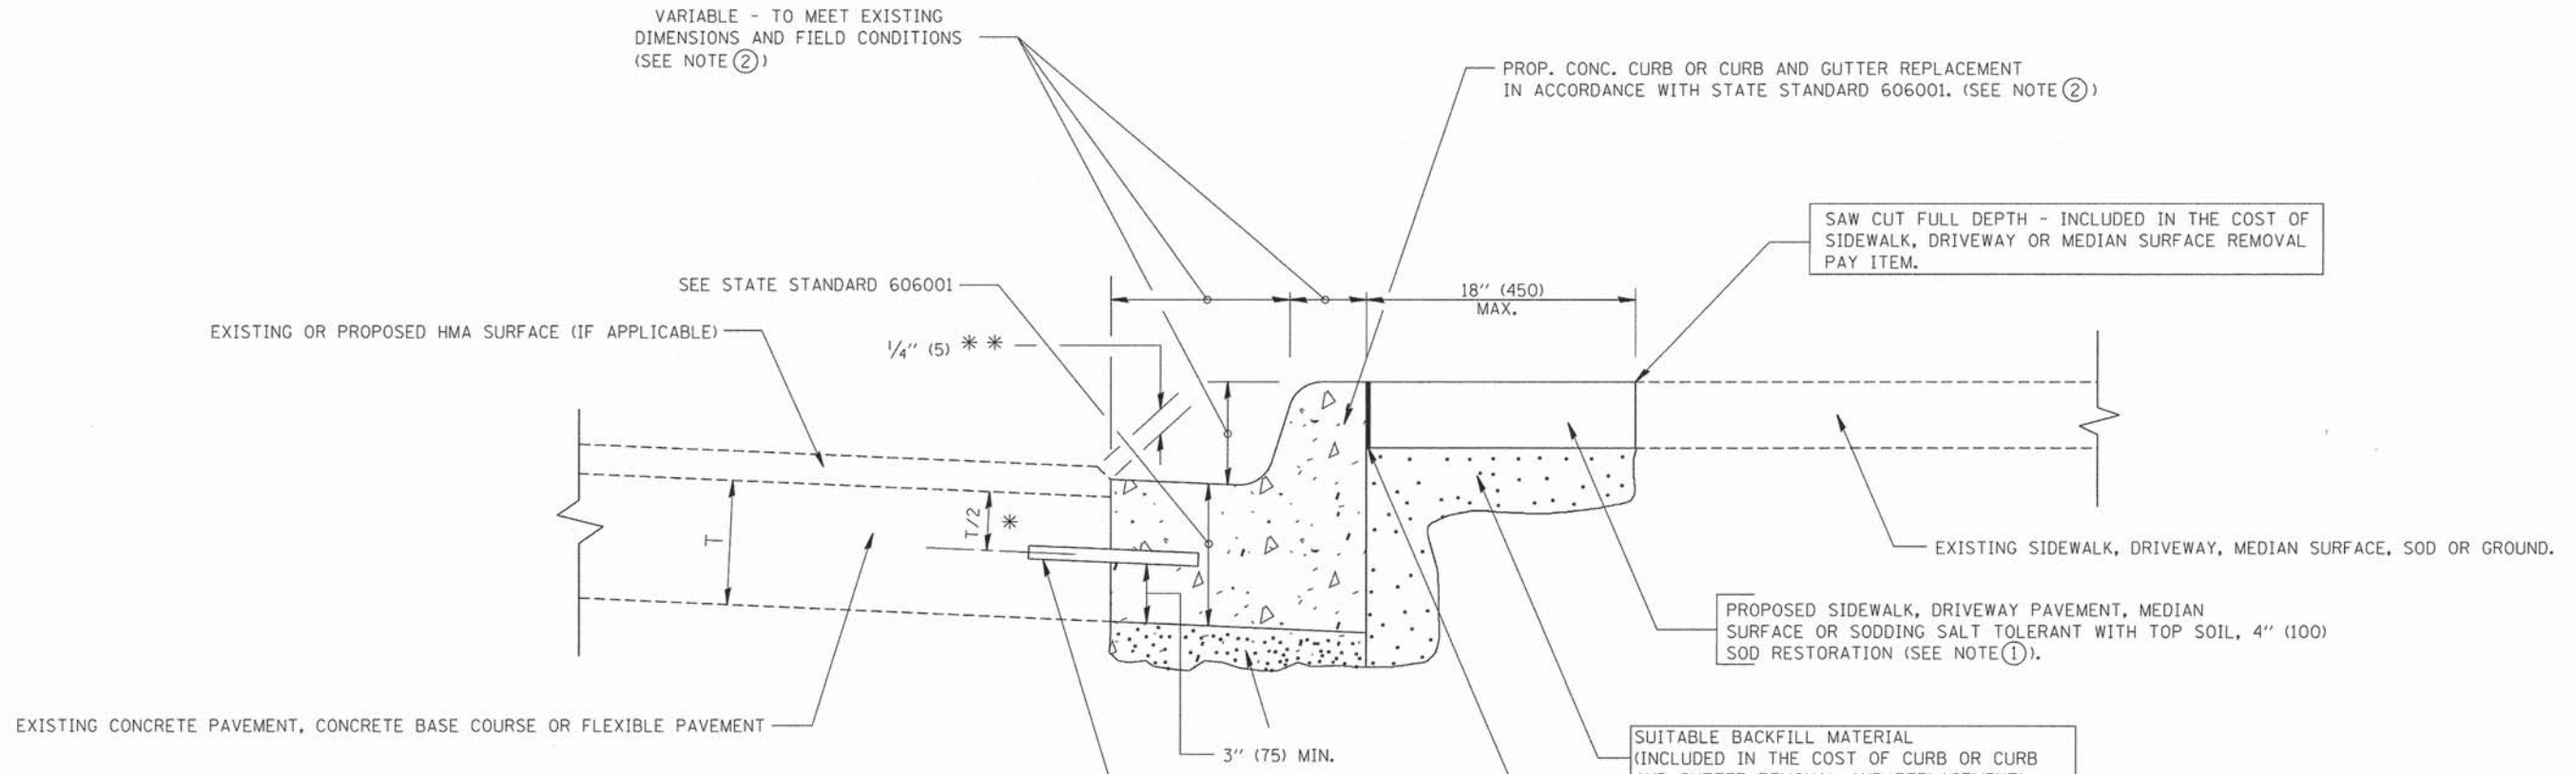 VARIABLE - TO MEET EXISTING
DIMENSIONS AND FIELD CONDITIONS
(SEE NOTE ②)
PROP. CONC. CURB OR CURB AND GUTTER REPLACEMENT
IN ACCORDANCE WITH STATE STANDARD 606001. (SEE NOTE ②)
SAW CUT FULL DEPTH - INCLUDED IN THE COST OF
SIDEWALK, DRIVEWAY OR MEDIAN SURFACE REMOVAL
PAY ITEM.
SEE STATE STANDARD 606001
18" (450)
MAX.
EXISTING OR PROPOSED HMA SURFACE (IF APPLICABLE)
1/4" (5) * *
T
T/2 *
EXISTING SIDEWALK, DRIVEWAY, MEDIAN SURFACE, SOD OR GROUND.
PROPOSED SIDEWALK, DRIVEWAY PAVEMENT, MEDIAN
SURFACE OR SODDING SALT TOLERANT WITH TOP SOIL, 4" (100)
SOD RESTORATION (SEE NOTE ①).
EXISTING CONCRETE PAVEMENT, CONCRETE BASE COURSE OR FLEXIBLE PAVEMENT
3" (75) MIN.
SUITABLE BACKFILL MATERIAL
(INCLUDED IN THE COST OF CURB OR CURB